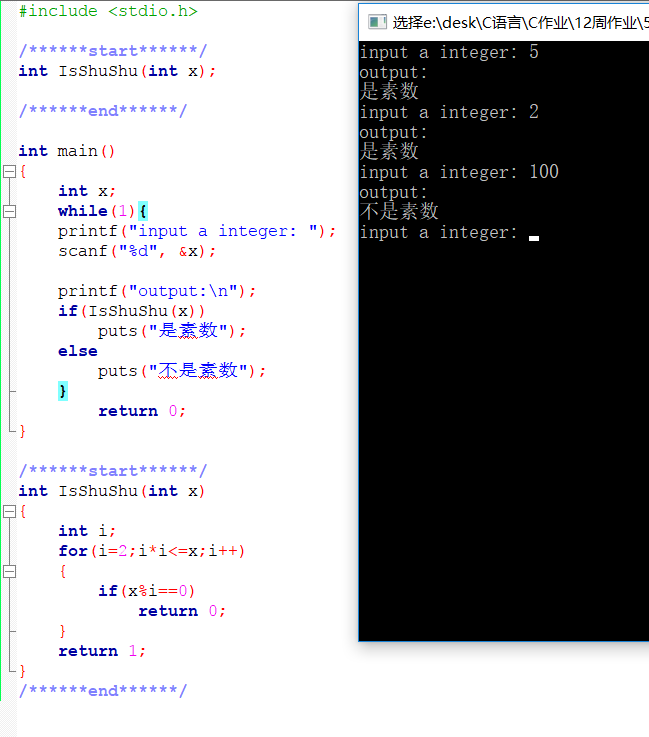 #include <stdio.h>
/******start******/
int IsShuShu(int x);
/******end******/
int main()
{
int x;
while(1){
printf("input a integer: ");
scanf("%d", &x);
printf("output:\n");
if(IsShuShu(x))
puts("是素数");
else
puts("不是素数");
}
return 0;
}
/******start******/
int IsShuShu(int x)
{
int i;
for(i=2;i*i<=x;i++)
{
if(x%i==0)
return 0;
}
return 1;
}
/******end******/
选择e:\desk\C语言\C作业\12周作业\5
input a integer: 5
output:
是素数
input a integer: 2
output:
是素数
input a integer: 100
output:
不是素数
input a integer: